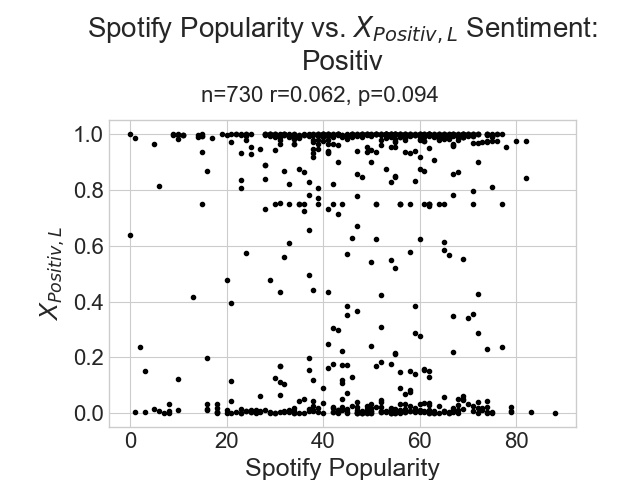 Spotify Popularity vs. X_{Positiv, L} Sentiment:
Positiv
n=730 r=0.062, p=0.094
1.0
0.8
0.6
0.4
0.2
0.0
X_{Positiv, L}
0 20 40 60 80
Spotify Popularity